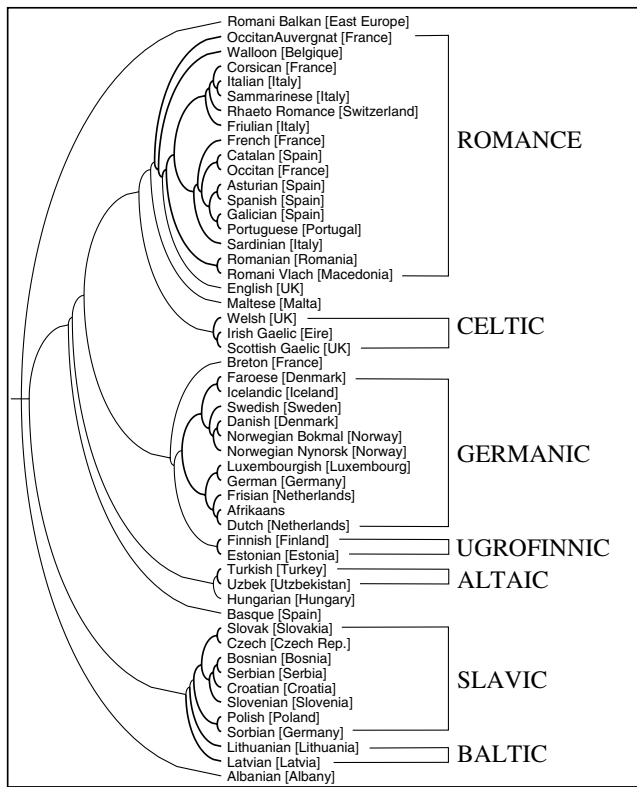 Romani Balkan [East Europe]
OccitanAuvergnat [France]
Walloon [Belgique]
Corsican [France]
Italian [Italy]
Sammarinese [Italy]
Rhaeto Romance [Switzerland]
Friulian [Italy]
French [France]
Catalan [Spain]
Occitan [France]
Asturian [Spain]
Spanish [Spain]
Galician [Spain]
Portuguese [Portugal]
Sardinian [Italy]
Romanian [Romania]
Romani Vlach [Macedonia]
ROMANCE
English [UK]
Maltese [Malta]
Welsh [UK]
Irish Gaelic [Eire]
Scottish Gaelic [UK]
CELTIC
Breton [France]
Faroese [Denmark]
Icelandic [Iceland]
Swedish [Sweden]
Danish [Denmark]
Norwegian Bokmal [Norway]
Norwegian Nynorsk [Norway]
Luxembourgish [Luxembourg]
German [Germany]
Frisian [Netherlands]
Afrikaans
Dutch [Netherlands]
GERMANIC
Finnish [Finland]
Estonian [Estonia]
UGROFINNIC
Turkish [Turkey]
Uzbek [Utzbekistan]
ALTAIC
Hungarian [Hungary]
Basque [Spain]
Slovak [Slovakia]
Czech [Czech Rep.]
Bosnian [Bosnia]
Serbian [Serbia]
Croatian [Croatia]
Slovenian [Slovenia]
Polish [Poland]
Sorbian [Germany]
SLAVIC
Lithuanian [Lithuania]
Latvian [Latvia]
BALTIC
Albanian [Albany]